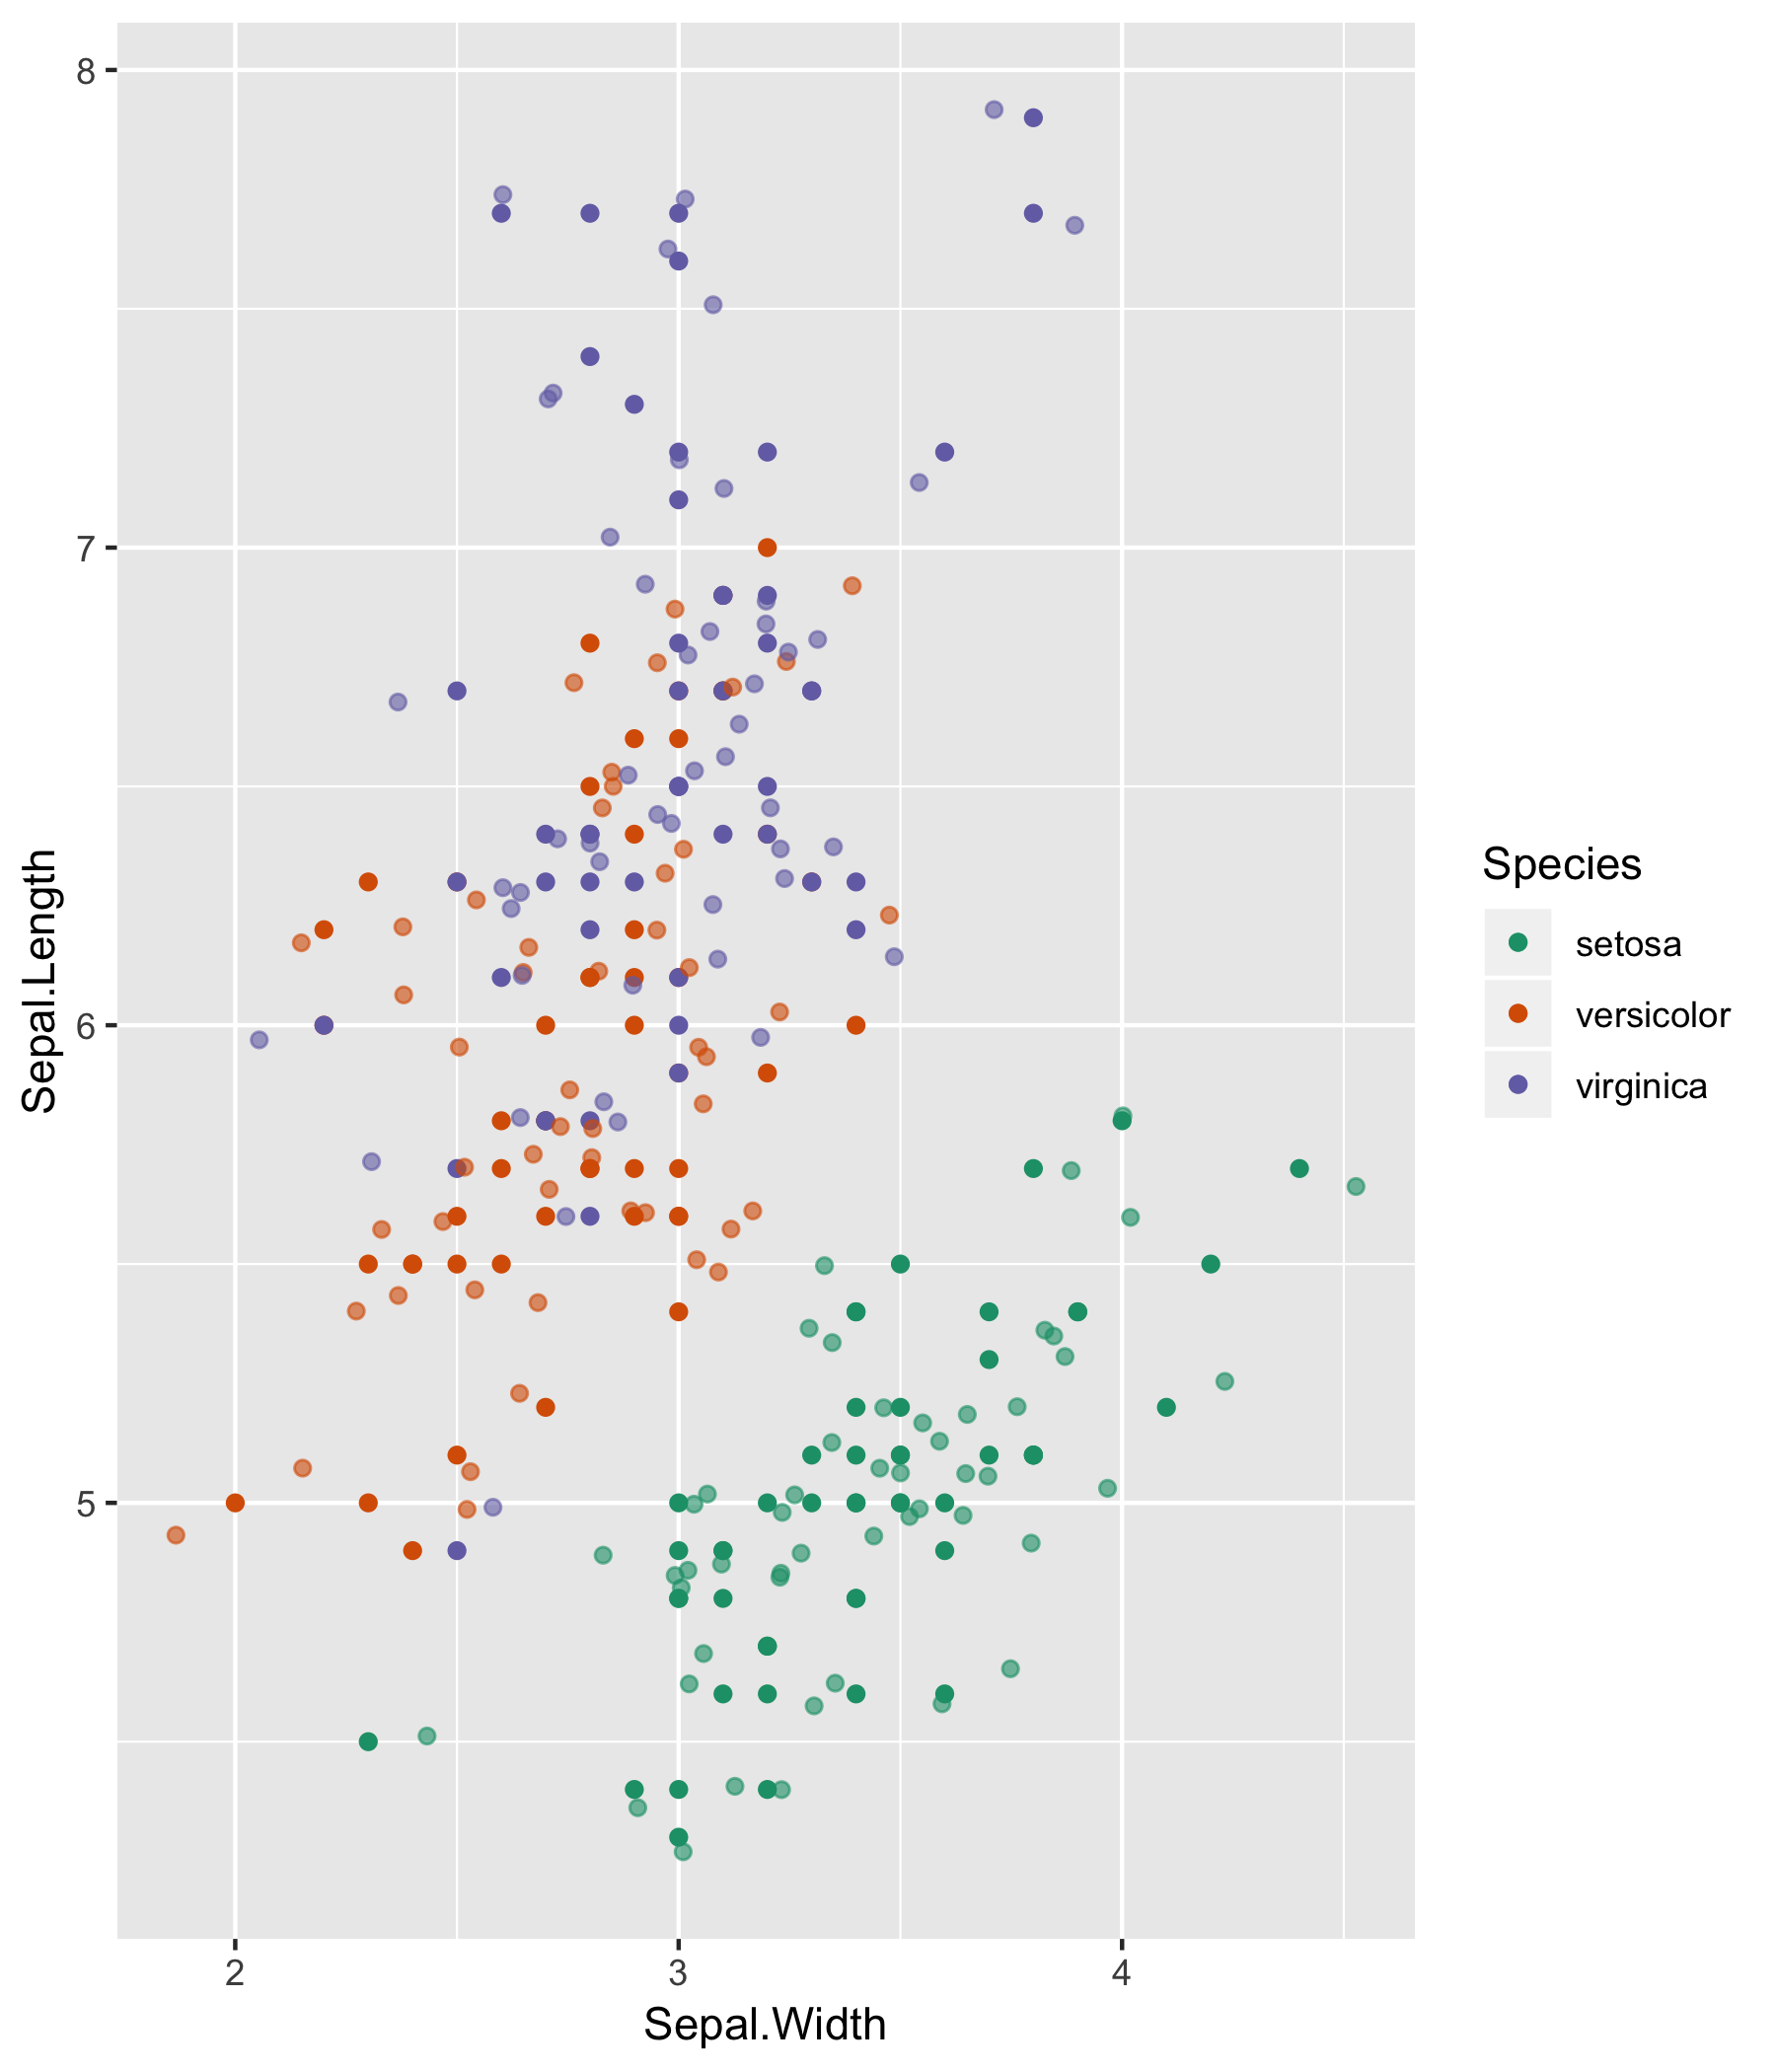 8
7
6
5
Sepal.Length
2
3
4
Sepal.Width
Species
setosa
versicolor
virginica